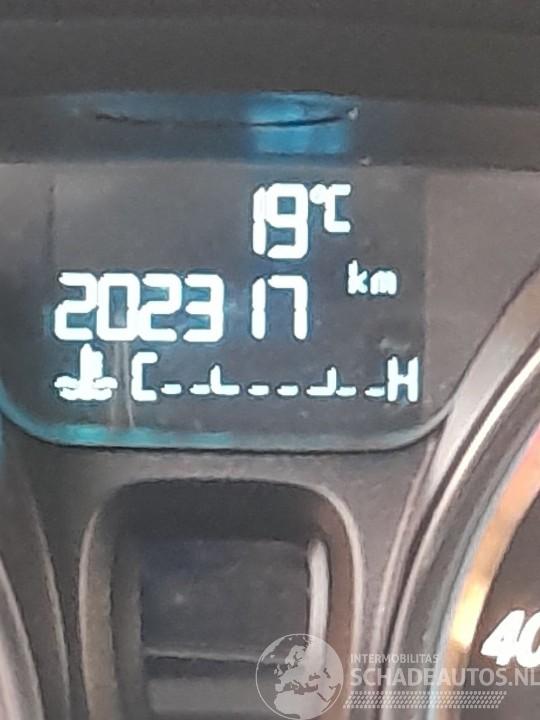 19°C
km
202317
C H
40
INTERMOBILITAS
SCHADEAUTOS.NL